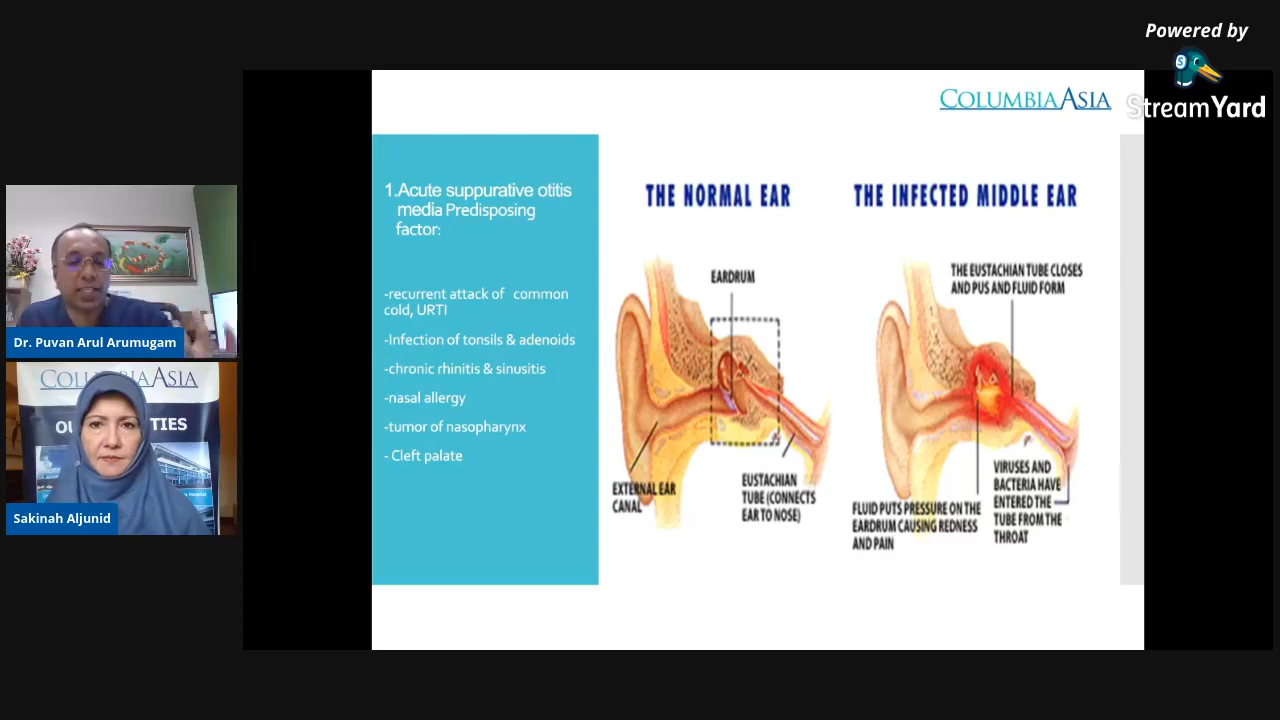 Powered by
StreamYard
COLUMBIAASIA
1.Acute suppurative otitis
media Predisposing
factor:
-recurrent attack of common
cold, URTI
-Infection of tonsils & adenoids
-chronic rhinitis & sinusitis
-nasal allergy
-tumor of nasopharynx
- Cleft palate
THE NORMAL EAR
EARDRUM
EXTERNAL EAR
CANAL
EUSTACHIAN
TUBE (CONNECTS
EAR TO NOSE)
THE INFECTED MIDDLE EAR
THE EUSTACHIAN TUBE CLOSES
AND PUS AND FLUID FORM
FLUID PUTS PRESSURE ON THE
EARDRUM CAUSING REDNESS
AND PAIN
VIRUSES AND
BACTERIA HAVE
ENTERED THE
TUBE FROM THE
THROAT
Dr. Puvan Arul Arumugam
COLUMBIA ASIA
Sakinah Aljunid